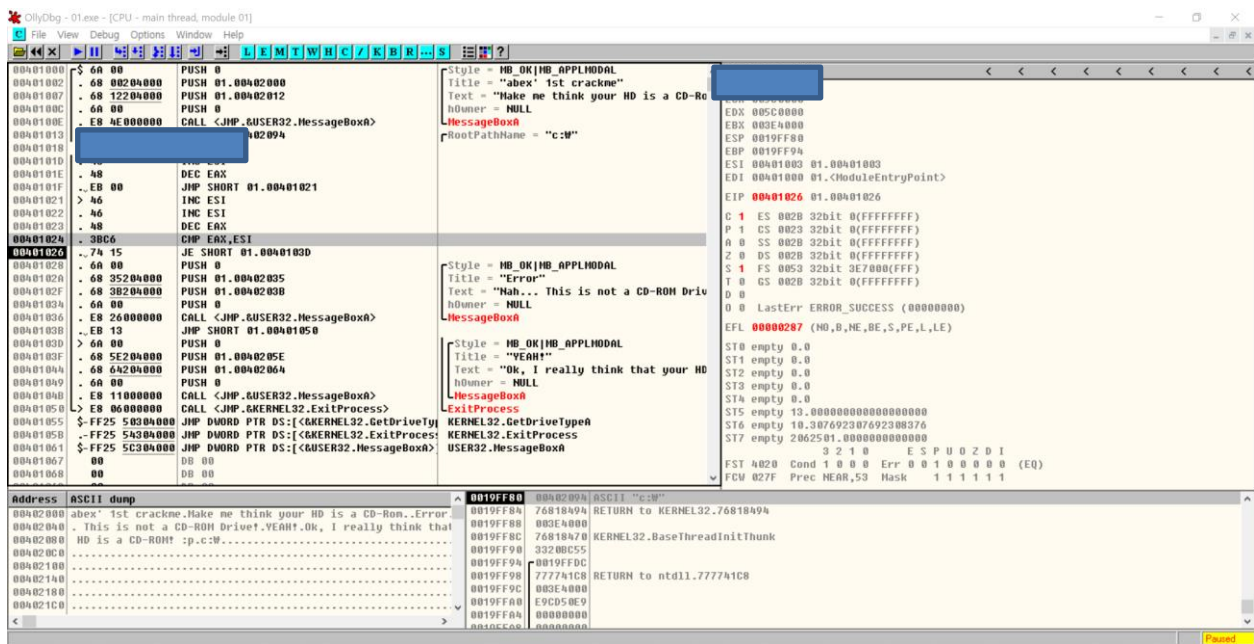 OllyDbg - 01.exe - [CPU - main thread, module 01]
File View Debug Options Window Help
L E M T W H C / K B R ... S ?
00401000 $ 6A 00 PUSH 0 Style = MB_OK|MB_APPLMODAL
00401002 . 68 00204000 PUSH 01.00402000 Title = "abex' 1st crackme"
00401007 . 68 12204000 PUSH 01.00402012 Text = "Make me think your HD is a CD-Ro
0040100C . 6A 00 PUSH 0 hOwner = NULL
0040100E . E8 4E000000 CALL <JMP.&USER32.MessageBoxA> MessageBoxA
00401013 402094 RootPathName = "c:₩"
00401018
0040101D
0040101E . 48 DEC EAX
0040101F . EB 00 JMP SHORT 01.00401021
00401021 > 46 INC ESI
00401022 . 46 INC ESI
00401023 . 48 DEC EAX
00401024 . 3BC6 CMP EAX,ESI
00401026 . 74 15 JE SHORT 01.0040103D
00401028 . 6A 00 PUSH 0 Style = MB_OK|MB_APPLMODAL
0040102A . 68 35204000 PUSH 01.00402035 Title = "Error"
0040102F . 68 3B204000 PUSH 01.0040203B Text = "Nah... This is not a CD-ROM Driv
00401034 . 6A 00 PUSH 0 hOwner = NULL
00401036 . E8 26000000 CALL <JMP.&USER32.MessageBoxA> MessageBoxA
0040103B . EB 13 JMP SHORT 01.00401050
0040103D > 6A 00 PUSH 0 Style = MB_OK|MB_APPLMODAL
0040103F . 68 5E204000 PUSH 01.0040205E Title = "YEAH!"
00401044 . 68 64204000 PUSH 01.00402064 Text = "Ok, I really think that your HD
00401049 . 6A 00 PUSH 0 hOwner = NULL
0040104B . E8 11000000 CALL <JMP.&USER32.MessageBoxA> MessageBoxA
00401050 > E8 06000000 CALL <JMP.&KERNEL32.ExitProcess> ExitProcess
00401055 $-FF25 50304000 JMP DWORD PTR DS:[<&KERNEL32.GetDriveTyp KERNEL32.GetDriveTypeA
0040105B .-FF25 54304000 JMP DWORD PTR DS:[<&KERNEL32.ExitProces: KERNEL32.ExitProcess
00401061 $-FF25 5C304000 JMP DWORD PTR DS:[<&USER32.MessageBoxA>] USER32.MessageBoxA
00401067 00 DB 00
00401068 00 DB 00
< < < < < < < <
EDX 005C0000
EBX 003E4000
ESP 0019FF80
EBP 0019FF94
ESI 00401003 01.00401003
EDI 00401000 01.<ModuleEntryPoint>
EIP 00401026 01.00401026
C 1 ES 002B 32bit 0(FFFFFFFF)
P 1 CS 0023 32bit 0(FFFFFFFF)
A 0 SS 002B 32bit 0(FFFFFFFF)
Z 0 DS 002B 32bit 0(FFFFFFFF)
S 1 FS 0053 32bit 3E7000(FFF)
T 0 GS 002B 32bit 0(FFFFFFFF)
D 0
O 0 LastErr ERROR_SUCCESS (00000000)
EFL 00000287 (NO,B,NE,BE,S,PE,L,LE)
ST0 empty 0.0
ST1 empty 0.0
ST2 empty 0.0
ST3 empty 0.0
ST4 empty 0.0
ST5 empty 13.000000000000000000
ST6 empty 10.307692307692308376
ST7 empty 2062501.0000000000000
3 2 1 0 E S P U O Z D I
FST 4020 Cond 1 0 0 0 Err 0 0 1 0 0 0 0 0 (EQ)
FCW 027F Prec NEAR,53 Mask 1 1 1 1 1 1
Address ASCII dump
00402000 abex' 1st crackme.Make me think your HD is a CD-Rom..Error.
00402040 . This is not a CD-ROM Drive!.YEAH!.Ok, I really think that
00402080 HD is a CD-ROM! :p.c:₩
004020C0
00402100
00402140
00402180
004021C0
0019FF80 00402094 ASCII "c:₩"
0019FF84 76818494 RETURN to KERNEL32.76818494
0019FF88 003E4000
0019FF8C 76818470 KERNEL32.BaseThreadInitThunk
0019FF90 3320BC55
0019FF94 0019FFDC
0019FF98 777741C8 RETURN to ntdll.777741C8
0019FF9C 003E4000
0019FFA0 E9CD50E9
0019FFA4 00000000
Paused